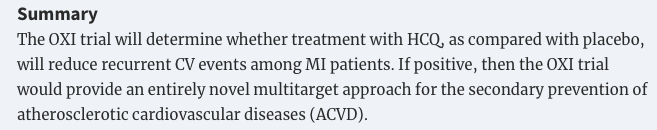 Summary
The OXI trial will determine whether treatment with HCQ, as compared with placebo,
will reduce recurrent CV events among MI patients. If positive, then the OXI trial
would provide an entirely novel multitarget approach for the secondary prevention of
atherosclerotic cardiovascular diseases (ACVD).